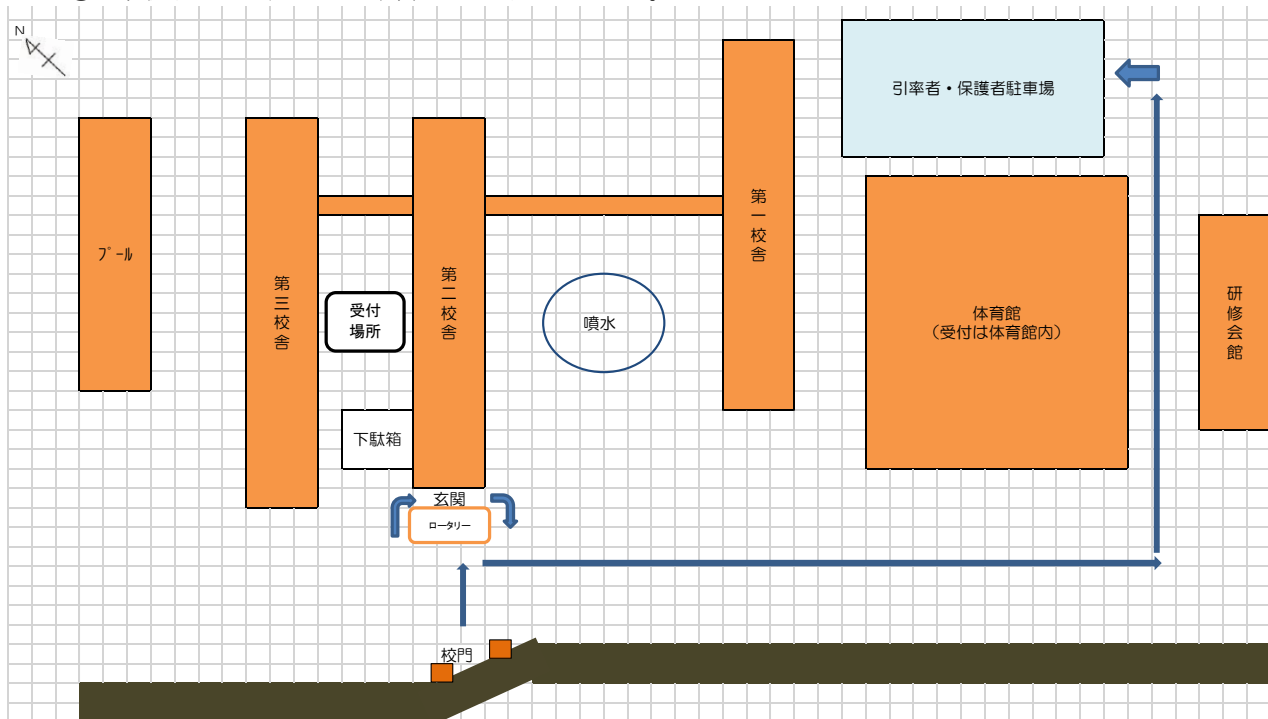 N
引率者・保護者駐車場
プール
第三校舎
受付
場所
第二校舎
噴水
第一校舎
体育館
(受付は体育館内)
研修会館
下駄箱
玄関
ロータリー
校門